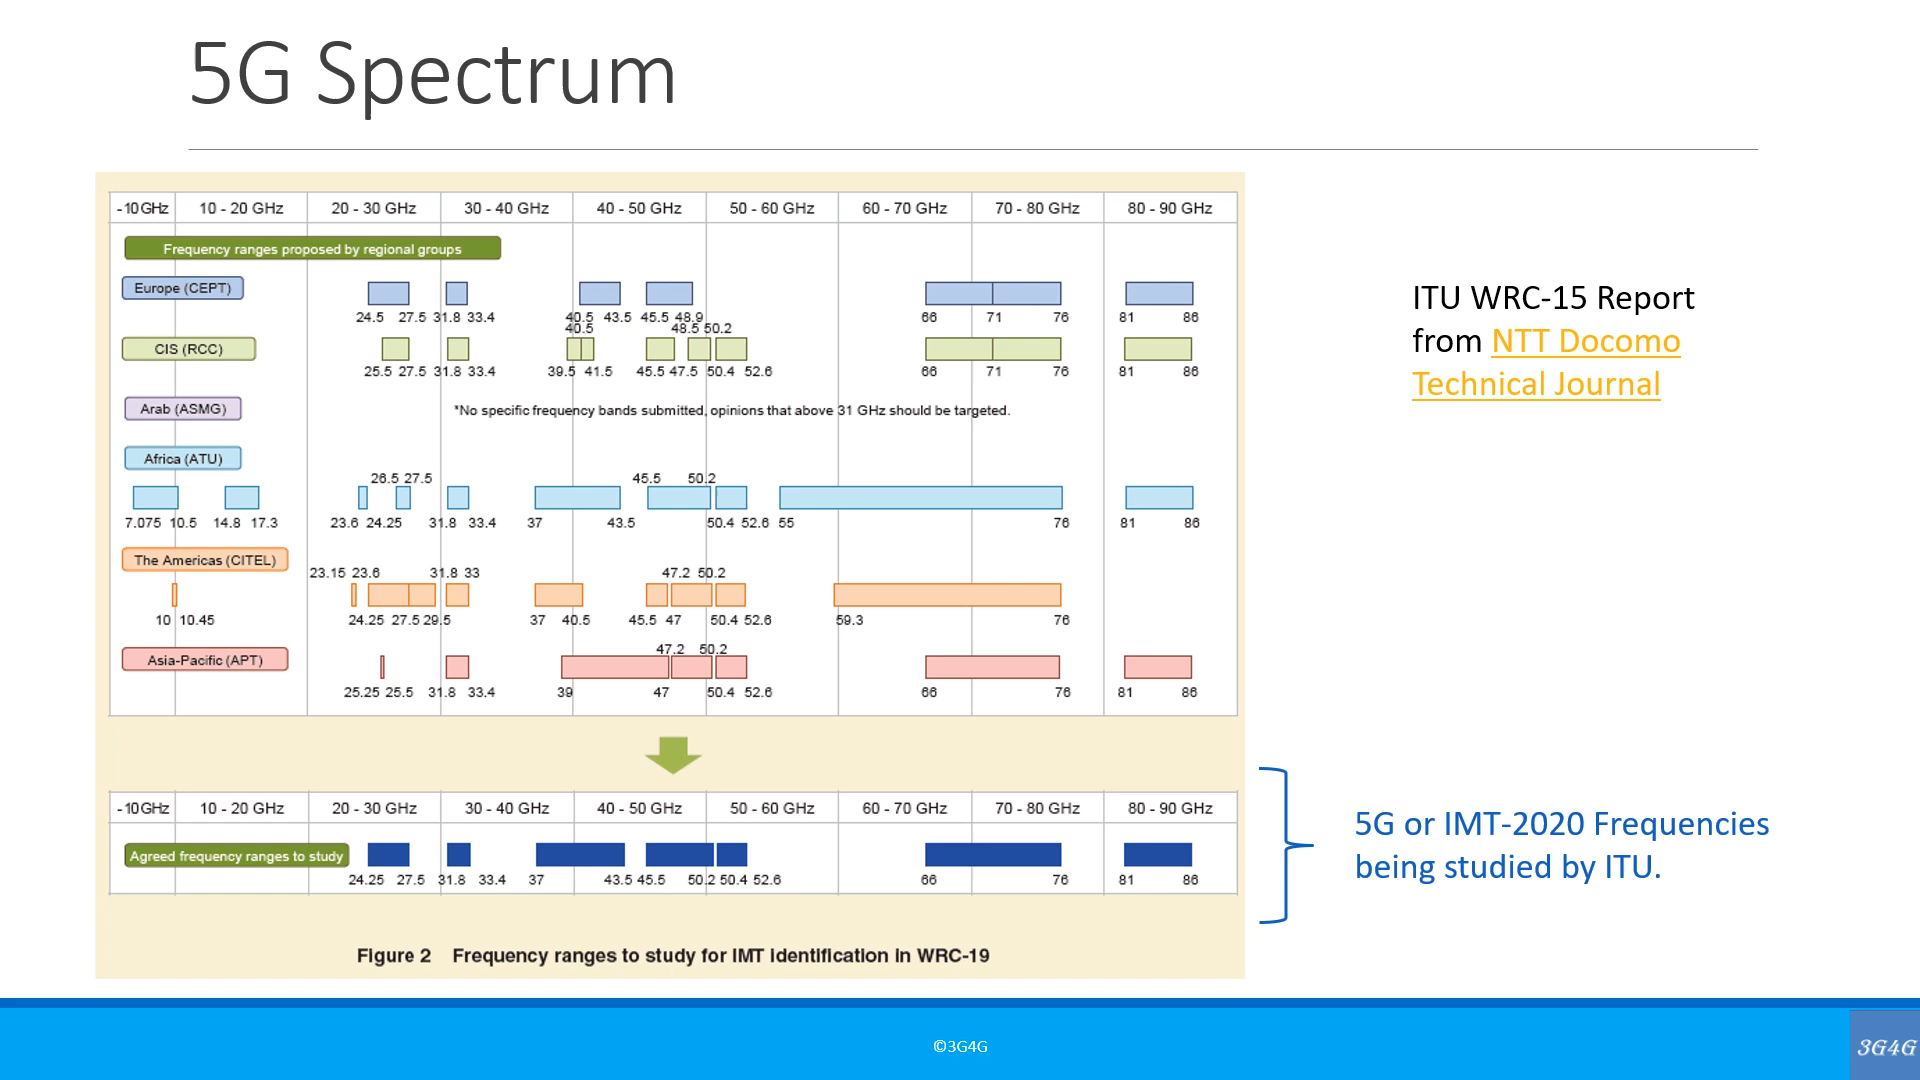 5G Spectrum
-10GHz 10 - 20 GHz 20 - 30 GHz 30 - 40 GHz 40 - 50 GHz 50 - 60 GHz 60 - 70 GHz 70 - 80 GHz 80 - 90 GHz
Frequency ranges proposed by regional groups
Europe (CEPT)
24.5 27.5 31.8 33.4 40.5 43.5 45.5 48.9 66 71 76 81 86
40.5 48.5 50.2
CIS (RCC)
25.5 27.5 31.8 33.4 39.5 41.5 45.5 47.5 50.4 52.6 66 71 76 81 86
Arab (ASMG)
*No specific frequency bands submitted, opinions that above 31 GHz should be targeted.
Africa (ATU)
26.5 27.5 45.5 50.2
7.075 10.5 14.8 17.3 23.6 24.25 31.8 33.4 37 43.5 50.4 52.6 55 76 81 86
The Americas (CITEL)
23.15 23.6 31.8 33 47.2 50.2
10 10.45 24.25 27.5 29.5 37 40.5 45.5 47 50.4 52.6 59.3 76
Asia-Pacific (APT)
47.2 50.2
25.25 25.5 31.8 33.4 39 47 50.4 52.6 66 76 81 86
-10GHz 10 - 20 GHz 20 - 30 GHz 30 - 40 GHz 40 - 50 GHz 50 - 60 GHz 60 - 70 GHz 70 - 80 GHz 80 - 90 GHz
Agreed frequency ranges to study
24.25 27.5 31.8 33.4 37 43.5 45.5 50.2 50.4 52.6 66 76 81 86
Figure 2 Frequency ranges to study for IMT identification in WRC-19
ITU WRC-15 Report
from NTT Docomo
Technical Journal
5G or IMT-2020 Frequencies
being studied by ITU.
©3G4G
3G4G